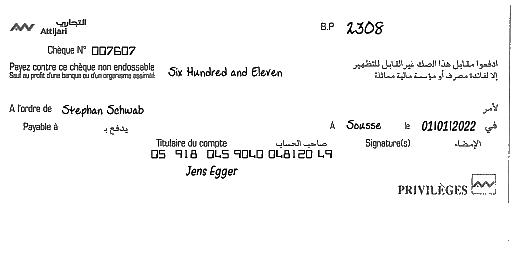 التجاري
Attijari
B.P 2308
Chèque N° 007607
Payez contre ce chèque non endossable
Sauf au profit d'une banque ou d'un organisme assimilé
Six Hundred and Eleven
ادفعوا مقابل هذا الصك غير القابل للتظهير
إلا لفائدة مصرف أو مؤسسة مالية مماثلة
A l'ordre de Stephan Schwab لأمر
Payable à يدفع بـ
A Sousse le 01/01/2022 في
Titulaire du compte صاحب الحساب Signature(s) الإمضاء
05 918 045 9040 048120 49
Jens Egger
PRIVILÈGES